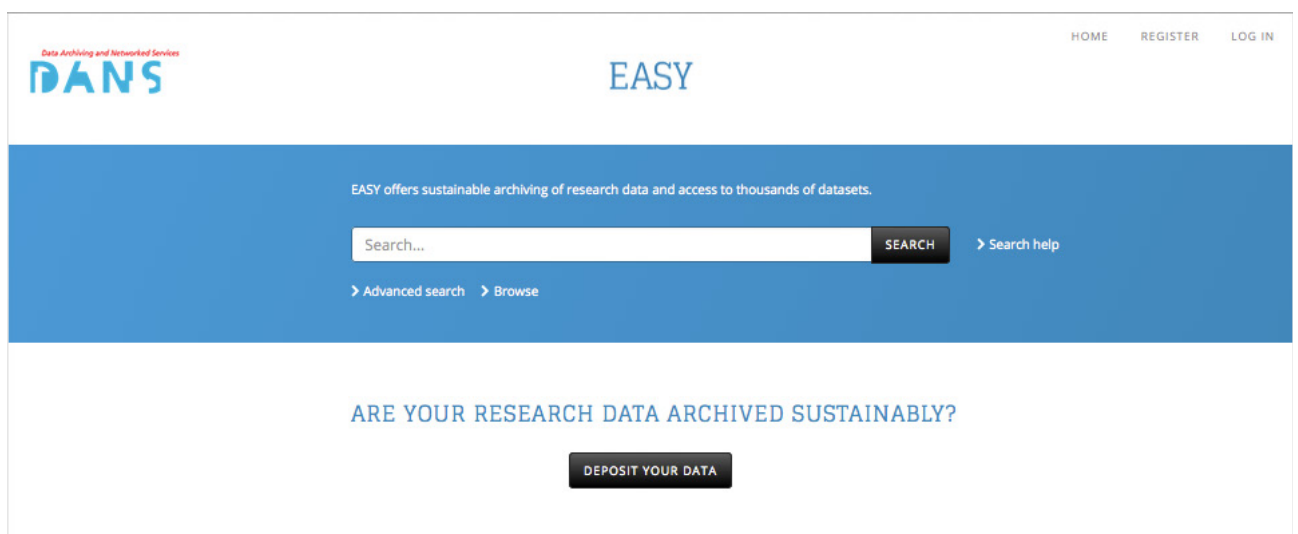 HOME REGISTER LOG IN
Data Archiving and Networked Services
DANS
EASY
EASY offers sustainable archiving of research data and access to thousands of datasets.
Search... SEARCH > Search help
> Advanced search > Browse
ARE YOUR RESEARCH DATA ARCHIVED SUSTAINABLY?
DEPOSIT YOUR DATA